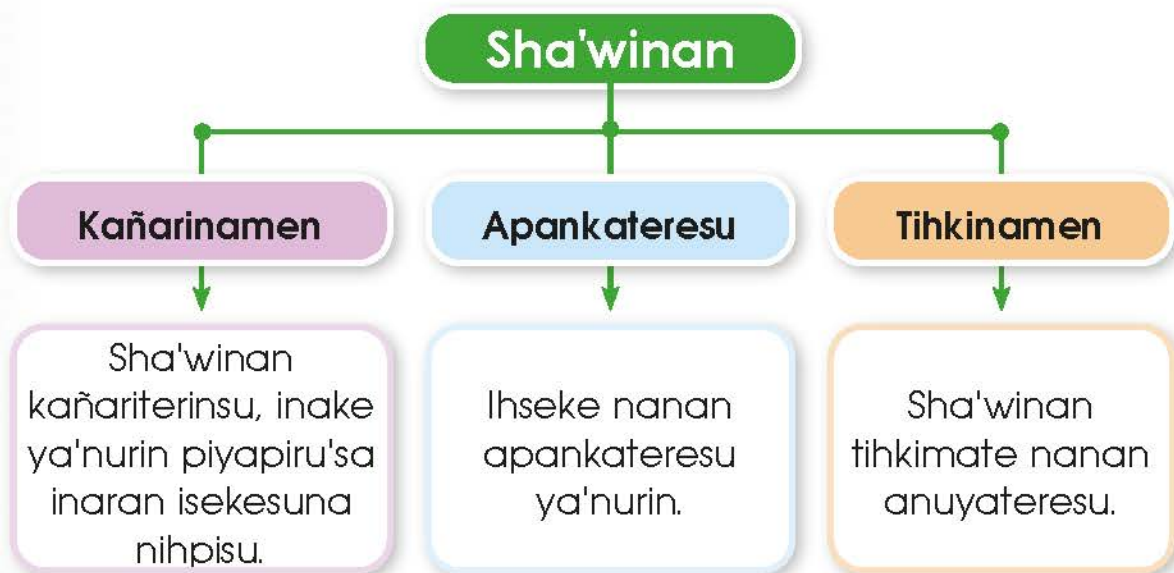 Sha'winan
Kañarinamen
Apankateresu
Tihkinamen
Sha'winan
kañariterinsu, inake
ya'nurin piyapiru'sa
inaran isekesuna
nihpisu.
Ihseke nanan
apankateresu
ya'nurin.
Sha'winan
tihkimate nanan
anuyateresu.